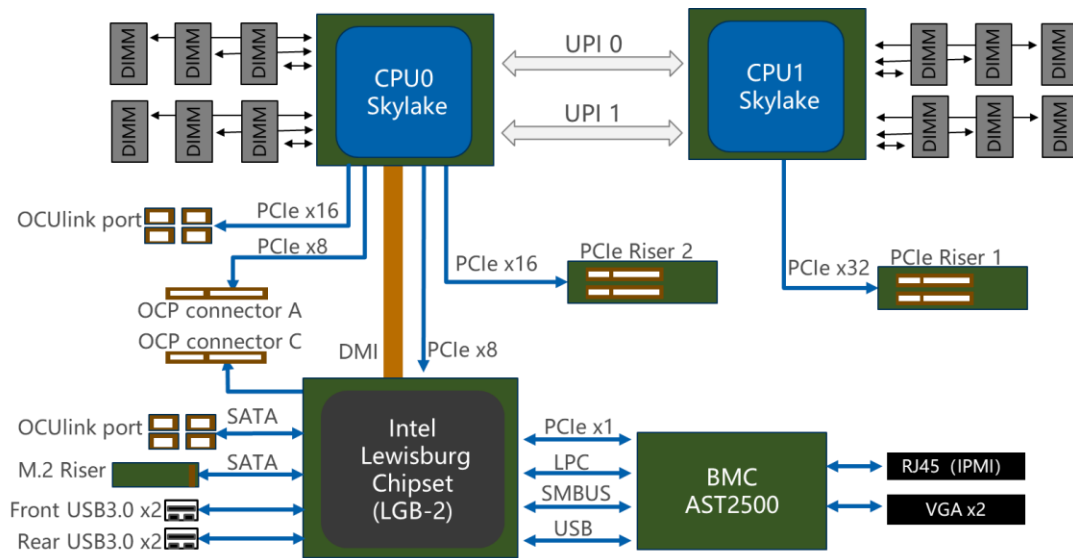 DIMM
DIMM
DIMM
CPU0
Skylake
UPI 0
CPU1
Skylake
DIMM
DIMM
DIMM
DIMM
DIMM
DIMM
UPI 1
DIMM
DIMM
DIMM
OCUlink port
PCIe x16
PCIe x8
PCIe x16
PCIe Riser 2
PCIe x32
PCIe Riser 1
OCP connector A
OCP connector C
DMI
PCIe x8
OCUlink port
SATA
M.2 Riser
SATA
Front USB3.0 x2
Rear USB3.0 x2
Intel
Lewisburg
Chipset
(LGB-2)
PCIe x1
LPC
SMBUS
USB
BMC
AST2500
RJ45 (IPMI)
VGA x2